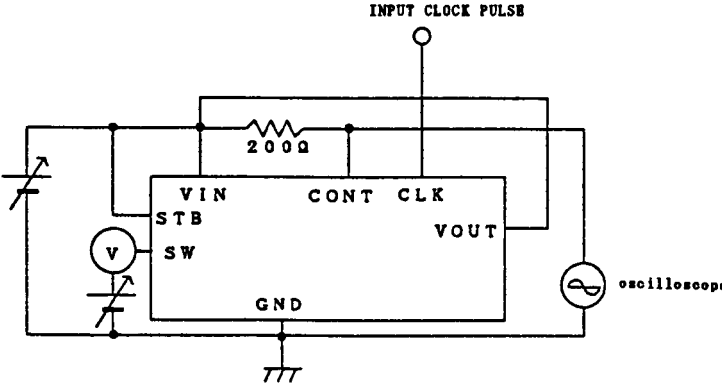 INPUT CLOCK PULSE
200Ω
VIN
CONT
CLK
STB
VOUT
V
SW
oscilloscope
GND